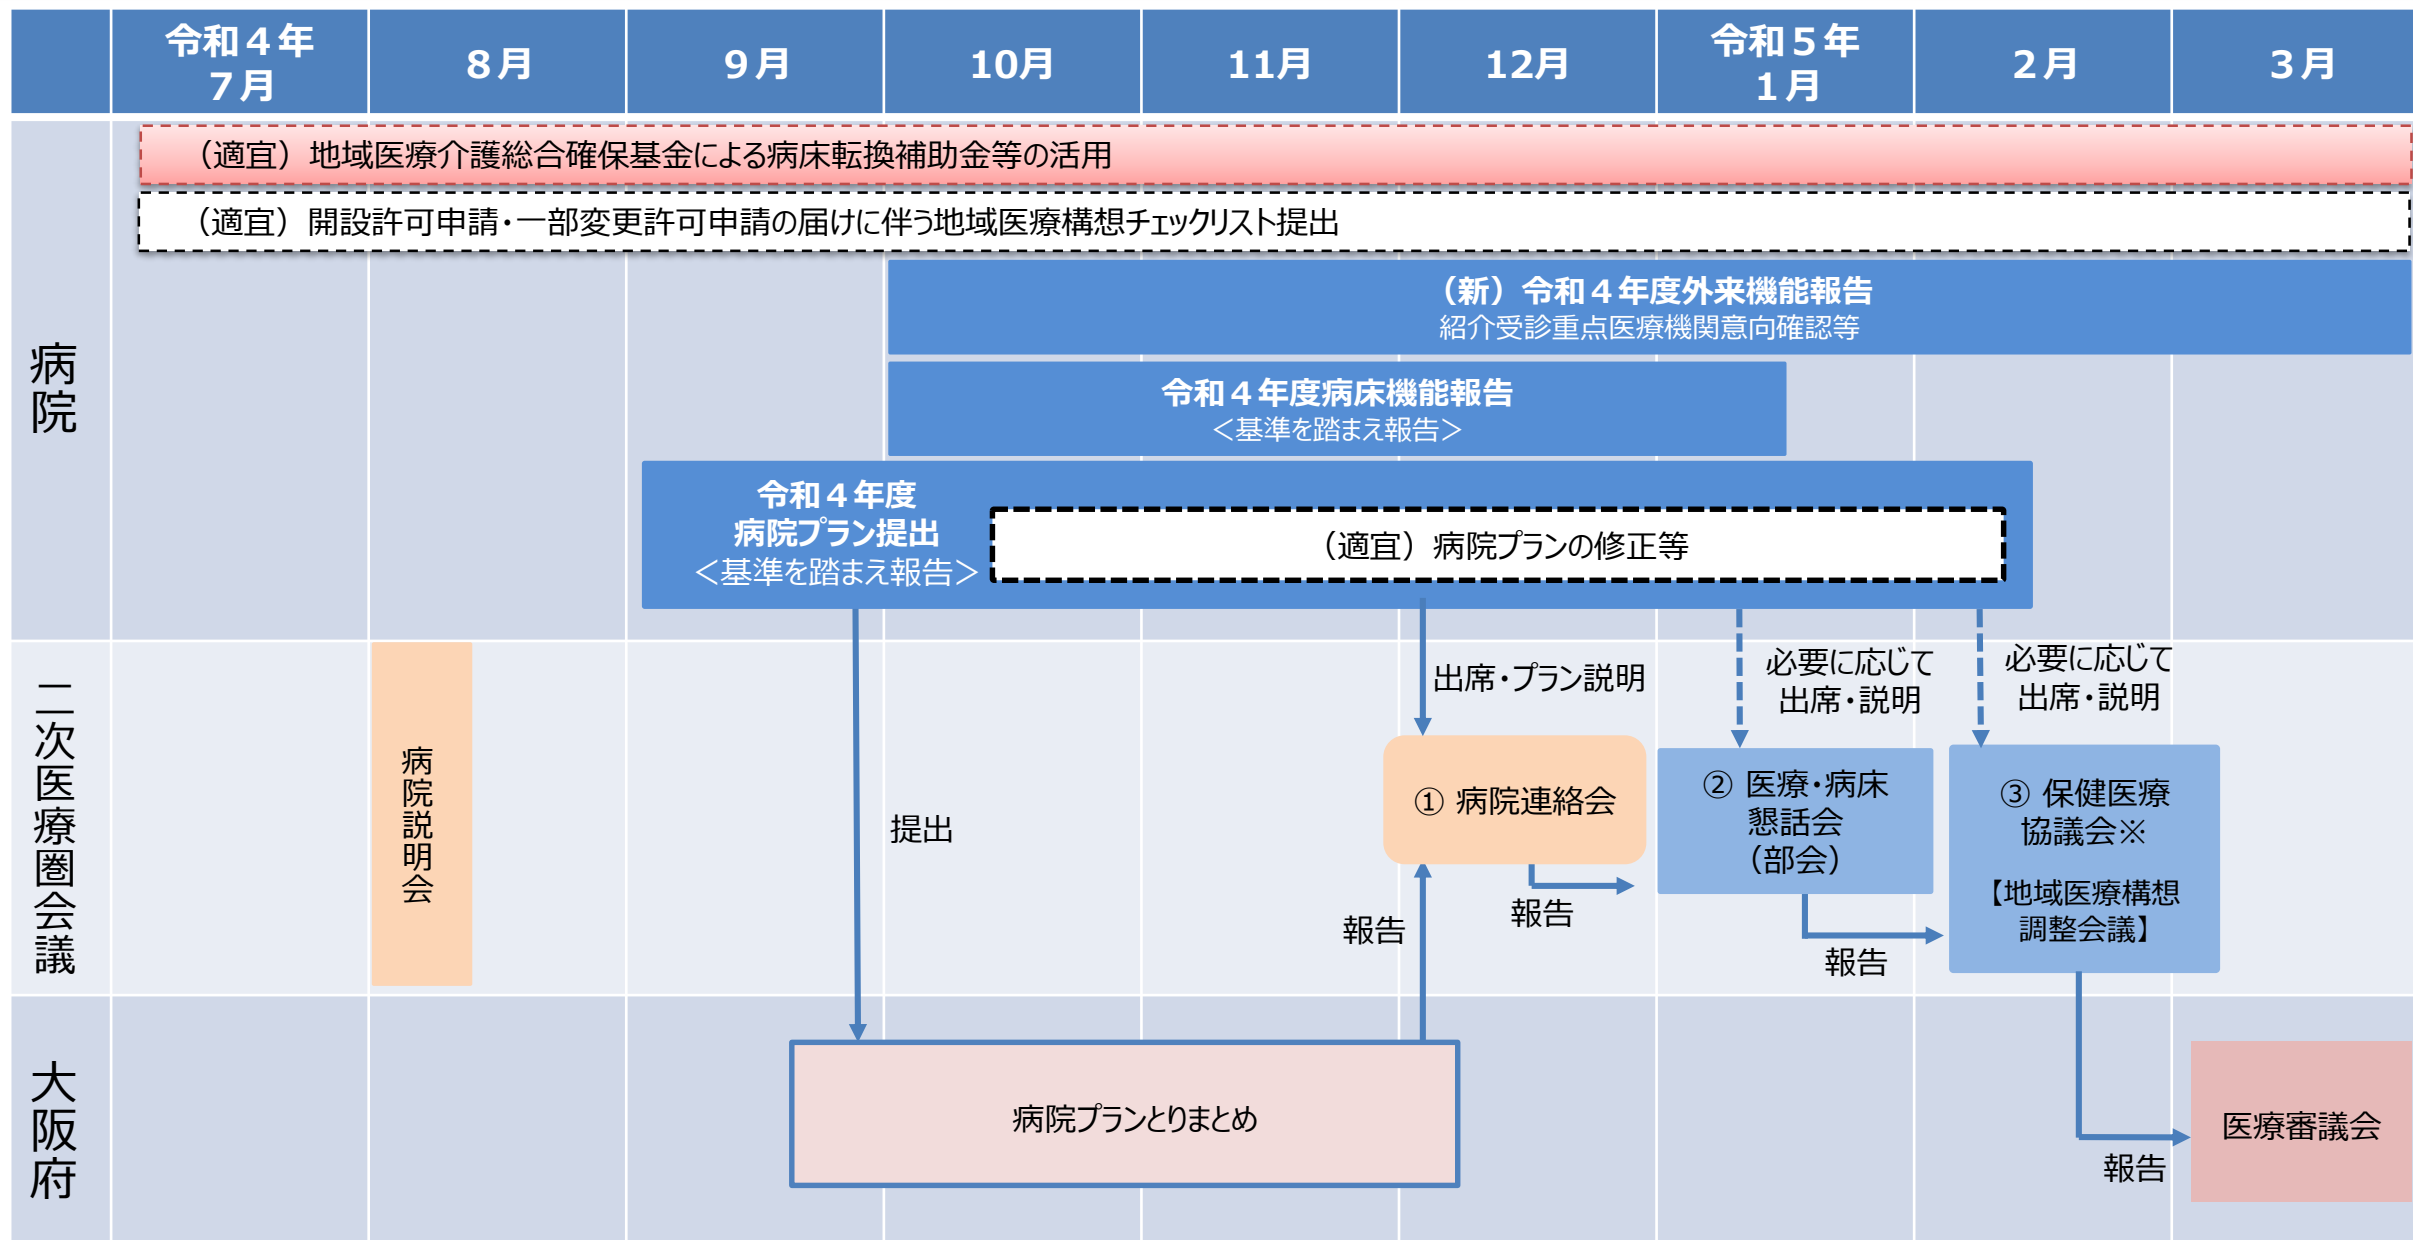 令和４年
７月
８月
９月
10月
11月
12月
令和５年
１月
２月
３月
病院
（適宜）地域医療介護総合確保基金による病床転換補助金等の活用
（適宜）開設許可申請・一部変更許可申請の届けに伴う地域医療構想チェックリスト提出
（新）令和４年度外来機能報告
紹介受診重点医療機関意向確認等
令和４年度病床機能報告
＜基準を踏まえ報告＞
令和４年度
病院プラン提出
＜基準を踏まえ報告＞
（適宜）病院プランの修正等
二次医療圏会議
病院説明会
提出
出席・プラン説明
必要に応じて
出席・説明
必要に応じて
出席・説明
① 病院連絡会
② 医療・病床
懇話会
（部会）
③ 保健医療
協議会※
【地域医療構想
調整会議】
報告
報告
報告
大阪府
病院プランとりまとめ
報告
医療審議会